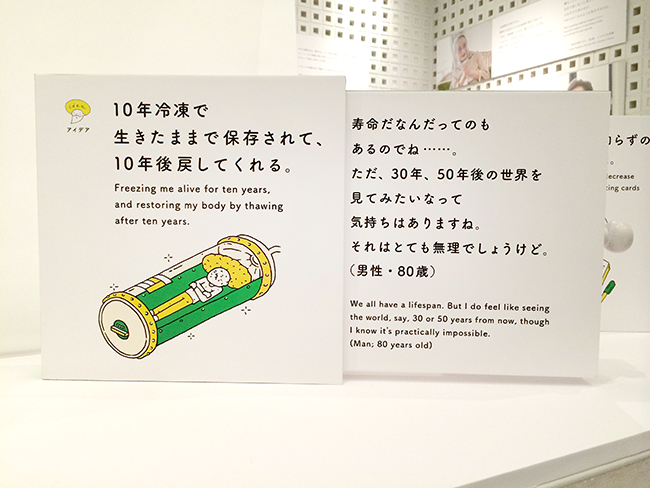 アイデア
10年冷凍で
生きたままで保存されて、
10年後戻してくれる。
Freezing me alive for ten years,
and restoring my body by thawing
after ten years.
寿命だなんだってのも
あるのでね……。
ただ、30年、50年後の世界を
見てみたいなって
気持ちはありますね。
それはとても無理でしょうけど。
（男性・80歳）
We all have a lifespan. But I do feel like seeing
the world, say, 30 or 50 years from now, though
I know it's practically impossible.
(Man; 80 years old)
らずの
ecrease
ting cards